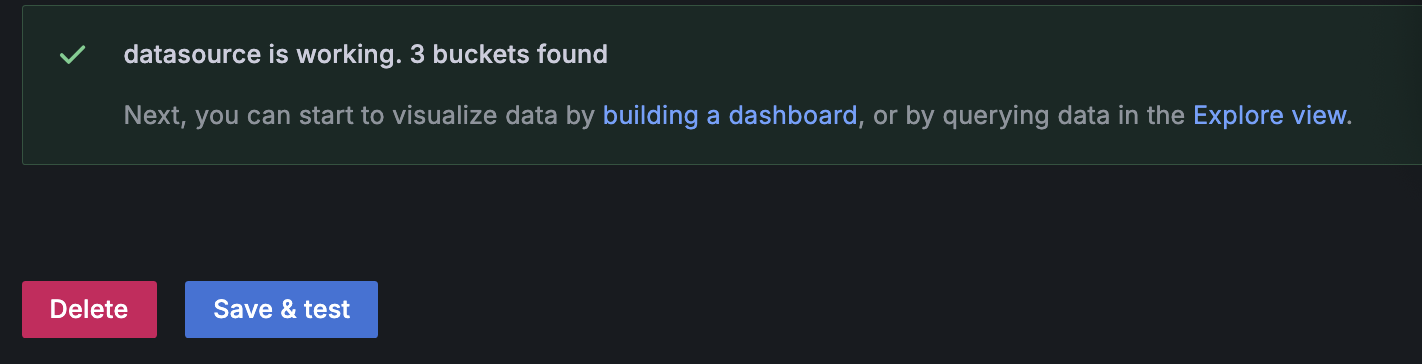 datasource is working. 3 buckets found
Next, you can start to visualize data by building a dashboard, or by querying data in the Explore view.
Delete
Save & test